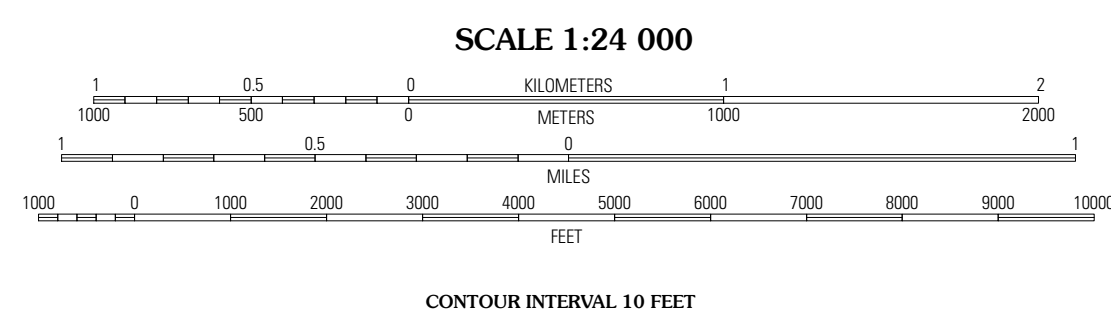 SCALE 1:24 000
1 0.5 0 KILOMETERS 1 2
1000 500 0 METERS 1000 2000
1 0.5 0 1
MILES
1000 0 1000 2000 3000 4000 5000 6000 7000 8000 9000 10000
FEET
CONTOUR INTERVAL 10 FEET